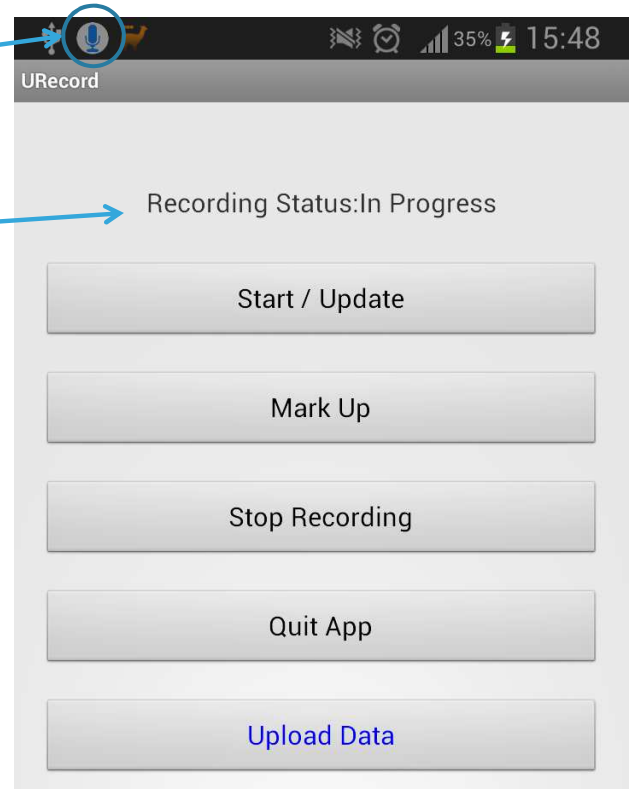 35% 15:48
URecord
Recording Status:In Progress
Start / Update
Mark Up
Stop Recording
Quit App
Upload Data